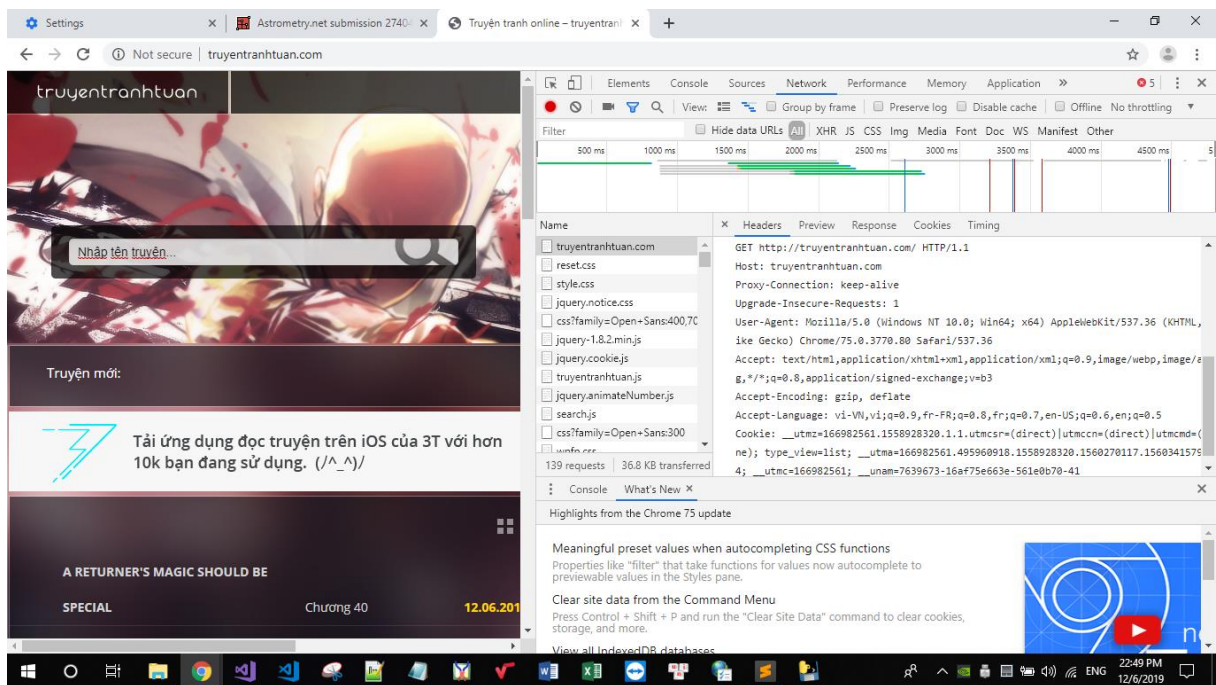 Settings
Astrometry.net submission 2740
Truyện tranh online – truyentranh
Not secure | truyentranhtuan.com
truyentranhtuan
Nhập tên truyện...
Truyện mới:
Tải ứng dụng đọc truyện trên iOS của 3T với hơn
10k bạn đang sử dụng. (/^_^)/
A RETURNER'S MAGIC SHOULD BE
SPECIAL Chương 40 12.06.201
Elements Console Sources Network Performance Memory Application » 5
View: Group by frame Preserve log Disable cache Offline No throttling
Filter Hide data URLs All XHR JS CSS Img Media Font Doc WS Manifest Other
500 ms 1000 ms 1500 ms 2000 ms 2500 ms 3000 ms 3500 ms 4000 ms 4500 ms 5
Name
truyentranhtuan.com
reset.css
style.css
jquery.notice.css
css?family=Open+Sans:400,70
jquery-1.8.2.min.js
jquery.cookie.js
truyentranhtuan.js
jquery.animateNumber.js
search.js
css?family=Open+Sans:300
139 requests 36.8 KB transferred
Headers Preview Response Cookies Timing
GET http://truyentranhtuan.com/ HTTP/1.1
Host: truyentranhtuan.com
Proxy-Connection: keep-alive
Upgrade-Insecure-Requests: 1
User-Agent: Mozilla/5.0 (Windows NT 10.0; Win64; x64) AppleWebKit/537.36 (KHTML,
ike Gecko) Chrome/75.0.3770.80 Safari/537.36
Accept: text/html,application/xhtml+xml,application/xml;q=0.9,image/webp,image/a
g,*/*;q=0.8,application/signed-exchange;v=b3
Accept-Encoding: gzip, deflate
Accept-Language: vi-VN,vi;q=0.9,fr-FR;q=0.8,fr;q=0.7,en-US;q=0.6,en;q=0.5
Cookie: __utmz=166982561.1558928320.1.1.utmcsr=(direct)|utmccn=(direct)|utmcmd=(
ne); type_view=list; __utma=166982561.495960918.1558928320.1560270117.1560341579
4; __utmc=166982561; __unam=7639673-16af75e663e-561e0b70-41
Console What's New
Highlights from the Chrome 75 update
Meaningful preset values when autocompleting CSS functions
Properties like "filter" that take functions for values now autocomplete to
previewable values in the Styles pane.
Clear site data from the Command Menu
Press Control + Shift + P and run the "Clear Site Data" command to clear cookies,
storage, and more.
View all IndexedDB databases
ENG
22:49 PM
12/6/2019